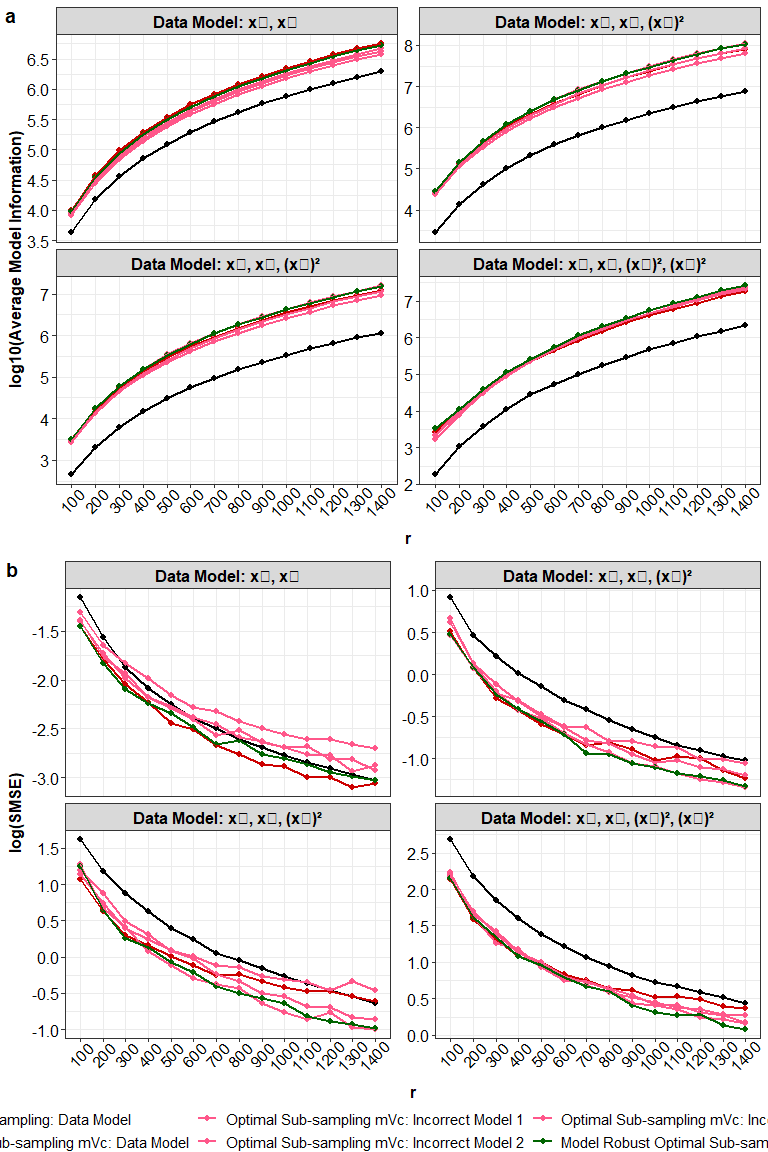 a
Data Model: x▯, x▯
Data Model: x▯, x▯, (x▯)²
log10(Average Model Information)
6.5
6.0
5.5
5.0
4.5
4.0
3.5
8
7
6
5
4
Data Model: x▯, x▯, (x▯)²
Data Model: x▯, x▯, (x▯)², (x▯)²
7
6
5
4
3
7
6
5
4
3
2
100 200 300 400 500 600 700 800 900 1000 1100 1200 1300 1400
100 200 300 400 500 600 700 800 900 1000 1100 1200 1300 1400
r
b
Data Model: x▯, x▯
Data Model: x▯, x▯, (x▯)²
log(SMSE)
-1.5
-2.0
-2.5
-3.0
1.0
0.5
0.0
-0.5
-1.0
Data Model: x▯, x▯, (x▯)²
Data Model: x▯, x▯, (x▯)², (x▯)²
1.5
1.0
0.5
0.0
-0.5
-1.0
2.5
2.0
1.5
1.0
0.5
0.0
100 200 300 400 500 600 700 800 900 1000 1100 1200 1300 1400
100 200 300 400 500 600 700 800 900 1000 1100 1200 1300 1400
r
ampling: Data Model
Optimal Sub-sampling mVc: Incorrect Model 1
Optimal Sub-sampling mVc: Inc
ub-sampling mVc: Data Model
Optimal Sub-sampling mVc: Incorrect Model 2
Model Robust Optimal Sub-sam